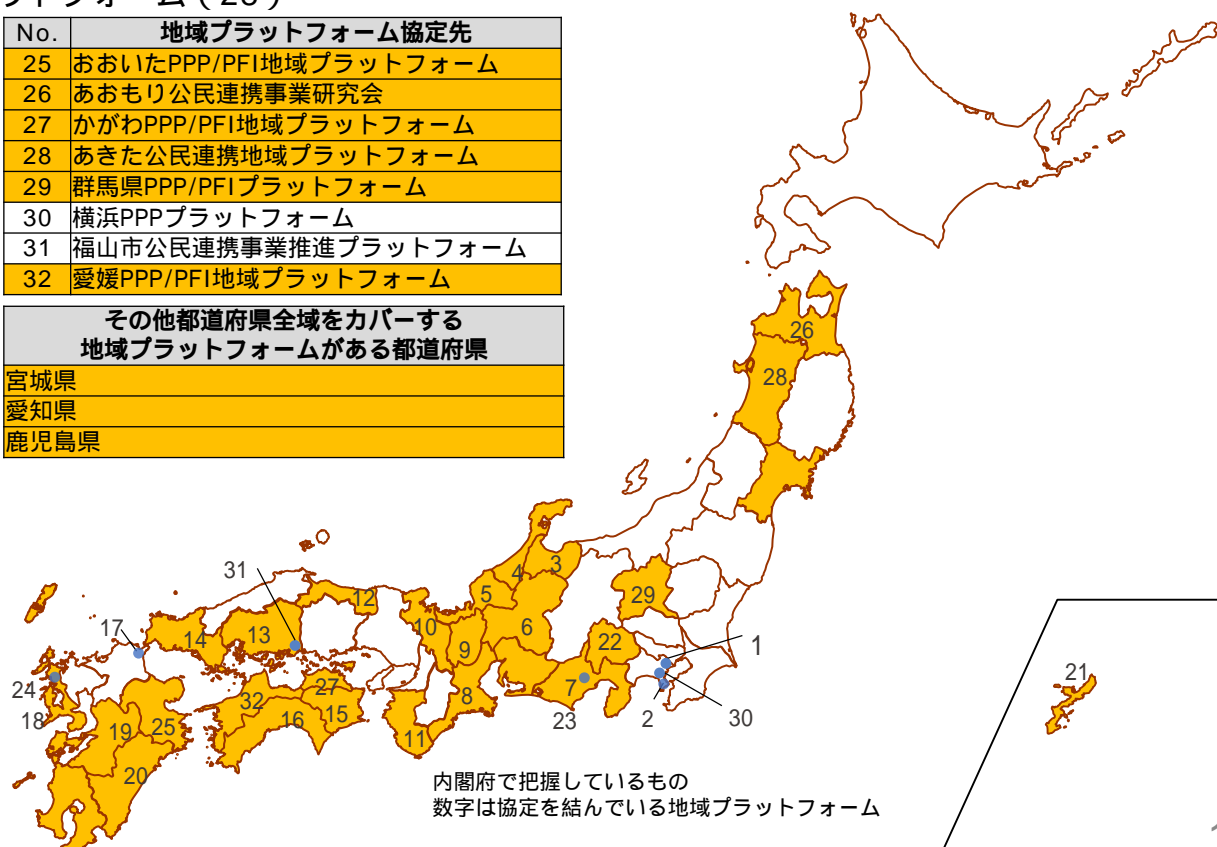 ットフォーム(26)
No. 地域プラットフォーム協定先
25 おおいたPPP/PFI地域プラットフォーム
26 あおもり公民連携事業研究会
27 かがわPPP/PFI地域プラットフォーム
28 あきた公民連携地域プラットフォーム
29 群馬県PPP/PFIプラットフォーム
30 横浜PPPプラットフォーム
31 福山市公民連携事業推進プラットフォーム
32 愛媛PPP/PFI地域プラットフォーム
その他都道府県全域をカバーする
地域プラットフォームがある都道府県
宮城県
愛知県
鹿児島県
26
28
31
3
4
5
12
29
17
14
13
10
9
6
22
1
24
27
7
8
32
18
15
16
23
2
30
21
19
25
11
20
内閣府で把握しているもの
数字は協定を結んでいる地域プラットフォーム